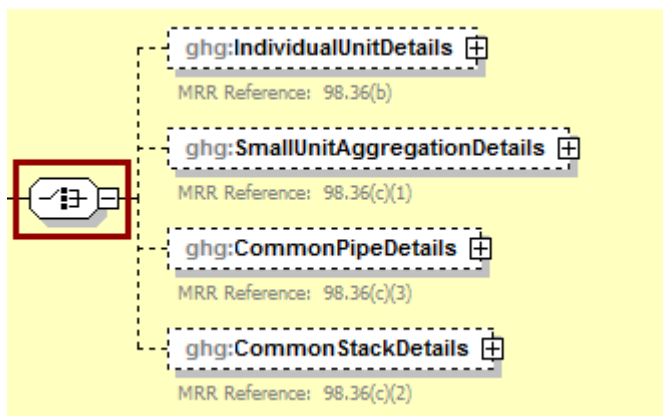 ghg:IndividualUnitDetails
MRR Reference: 98.36(b)
ghg:SmallUnitAggregationDetails
MRR Reference: 98.36(c)(1)
ghg:CommonPipeDetails
MRR Reference: 98.36(c)(3)
ghg:CommonStackDetails
MRR Reference: 98.36(c)(2)